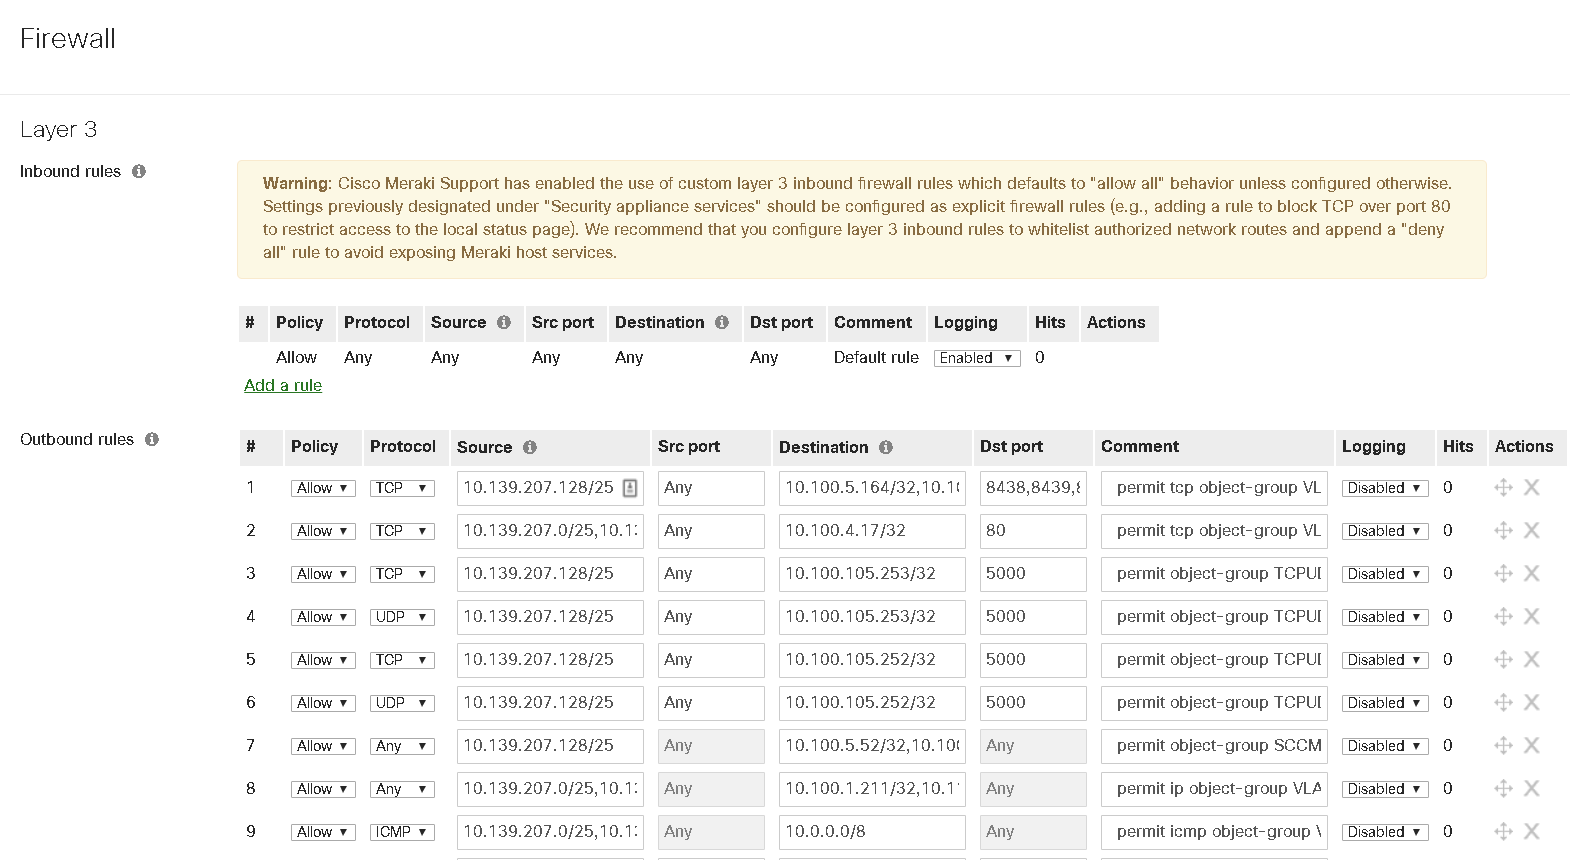 Firewall
Layer 3
Inbound rules
Warning: Cisco Meraki Support has enabled the use of custom layer 3 inbound firewall rules which defaults to "allow all" behavior unless configured otherwise.
Settings previously designated under "Security appliance services" should be configured as explicit firewall rules (e.g., adding a rule to block TCP over port 80
to restrict access to the local status page). We recommend that you configure layer 3 inbound rules to whitelist authorized network routes and append a "deny
all" rule to avoid exposing Meraki host services.
# Policy Protocol Source Src port Destination Dst port Comment Logging Hits Actions
Allow Any Any Any Any Any Default rule Enabled 0
Add a rule
Outbound rules
# Policy Protocol Source Src port Destination Dst port Comment Logging Hits Actions
1 Allow TCP 10.139.207.128/25 Any 10.100.5.164/32,10.1 8438,8439, permit tcp object-group VL Disabled 0
2 Allow TCP 10.139.207.0/25,10.1 Any 10.100.4.17/32 80 permit tcp object-group VL Disabled 0
3 Allow TCP 10.139.207.128/25 Any 10.100.105.253/32 5000 permit object-group TCPU Disabled 0
4 Allow UDP 10.139.207.128/25 Any 10.100.105.253/32 5000 permit object-group TCPU Disabled 0
5 Allow TCP 10.139.207.128/25 Any 10.100.105.252/32 5000 permit object-group TCPU Disabled 0
6 Allow UDP 10.139.207.128/25 Any 10.100.105.252/32 5000 permit object-group TCPU Disabled 0
7 Allow Any 10.139.207.128/25 Any 10.100.5.52/32,10.10 Any permit object-group SCCM Disabled 0
8 Allow Any 10.139.207.0/25,10.1 Any 10.100.1.211/32,10.1 Any permit ip object-group VLA Disabled 0
9 Allow ICMP 10.139.207.0/25,10.1 Any 10.0.0.0/8 Any permit icmp object-group Disabled 0